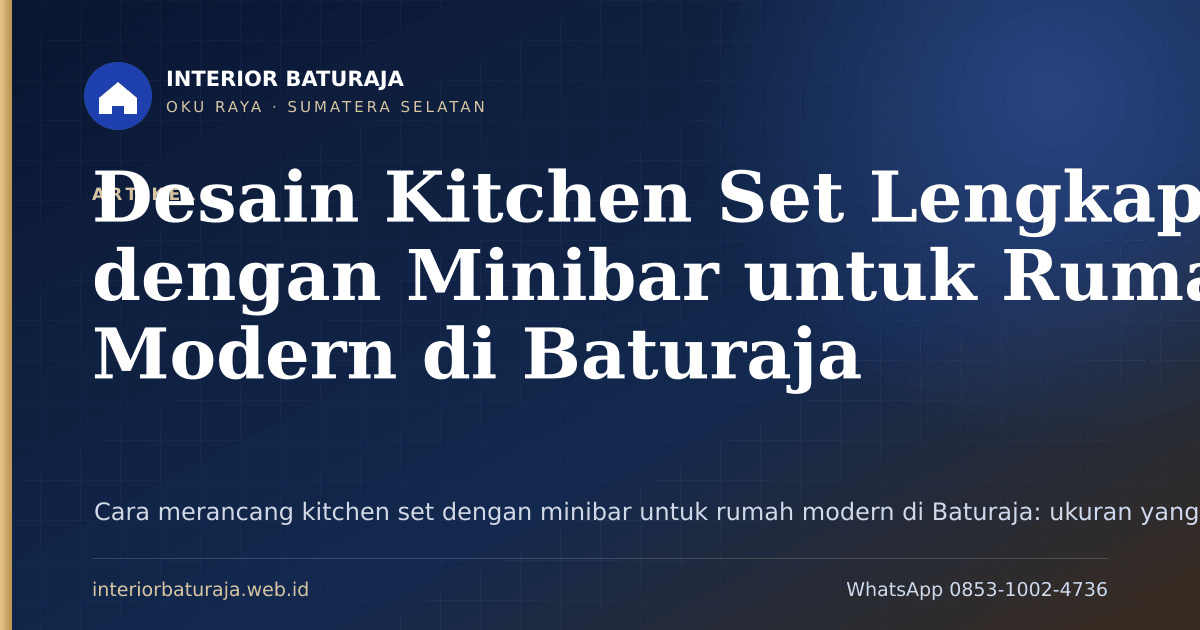 INTERIOR BATURAJA
OKU RAYA · SUMATERA SELATAN
ARTIKEL
Desain Kitchen Set Lengkap
dengan Minibar untuk Ruma
Modern di Baturaja
Cara merancang kitchen set dengan minibar untuk rumah modern di Baturaja: ukuran yang
interiorbaturaja.web.id
WhatsApp 0853-1002-4736